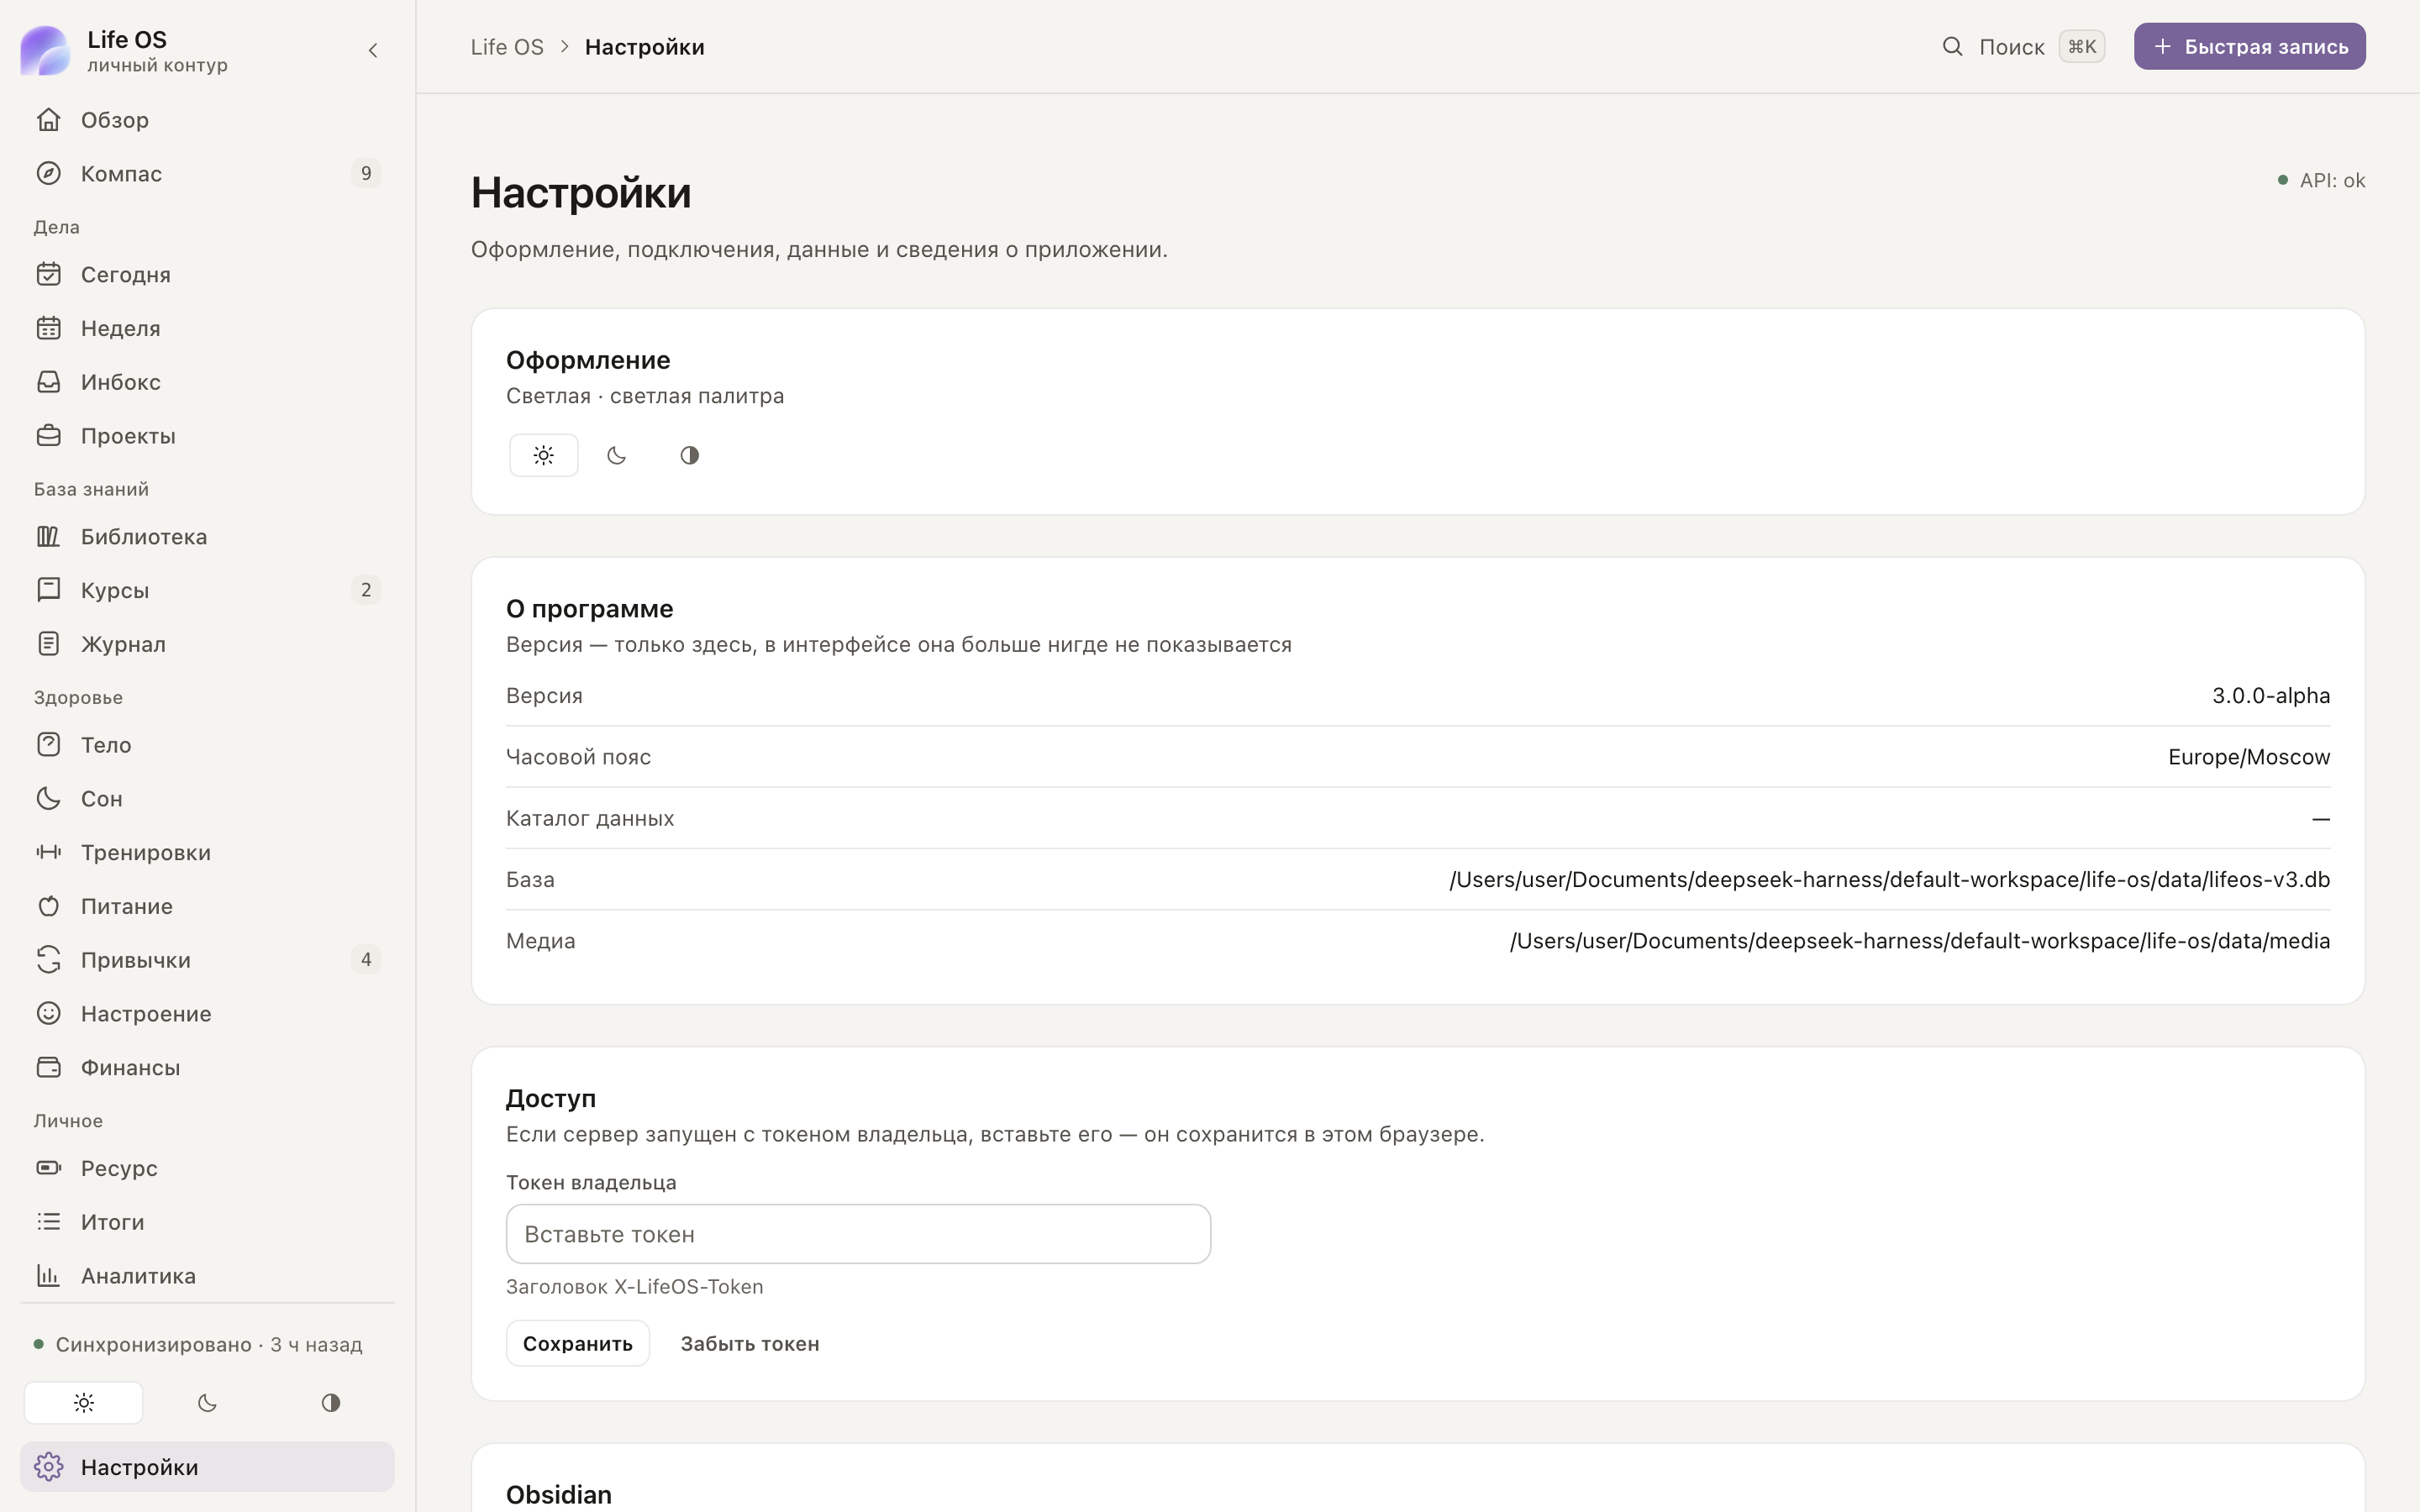 Life OS
личный контур
Обзор
Компас 9
Дела
Сегодня
Неделя
Инбокс
Проекты
База знаний
Библиотека
Курсы 2
Журнал
Здоровье
Тело
Сон
Тренировки
Питание
Привычки 4
Настроение
Финансы
Личное
Ресурс
Итоги
Аналитика
Синхронизировано · 3 ч назад
Настройки
Life OS > Настройки
Поиск ⌘K
+ Быстрая запись
Настройки
API: ok
Оформление, подключения, данные и сведения о приложении.
Оформление
Светлая · светлая палитра
О программе
Версия — только здесь, в интерфейсе она больше нигде не показывается
Версия 3.0.0-alpha
Часовой пояс Europe/Moscow
Каталог данных —
База /Users/user/Documents/deepseek-harness/default-workspace/life-os/data/lifeos-v3.db
Медиа /Users/user/Documents/deepseek-harness/default-workspace/life-os/data/media
Доступ
Если сервер запущен с токеном владельца, вставьте его — он сохранится в этом браузере.
Токен владельца
Вставьте токен
Заголовок X-LifeOS-Token
Сохранить Забыть токен
Obsidian